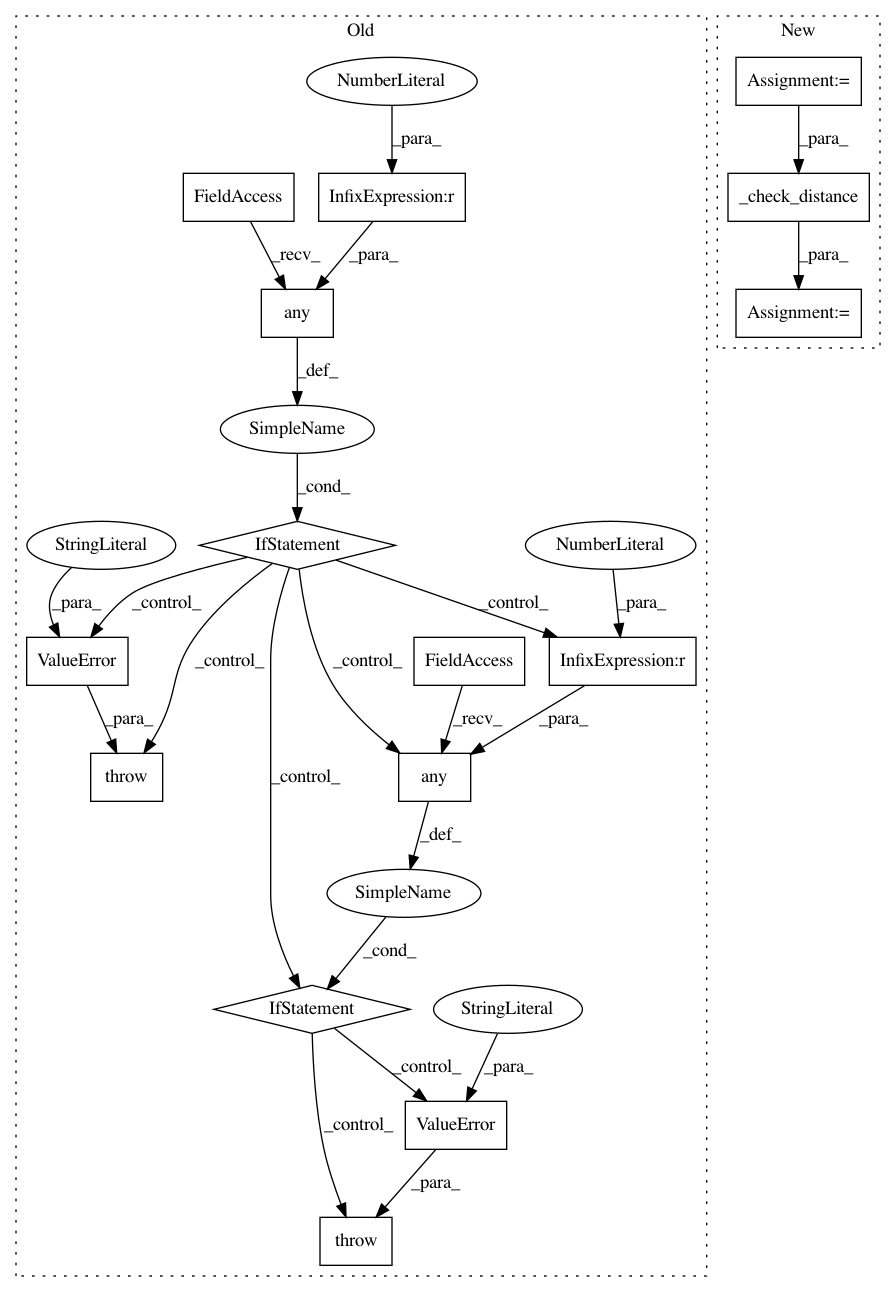 Old
New
NumberLiteral
Assignment:=
_para_
_para_
FieldAccess
InfixExpression:r
_check_distance
_recv_
_para_
_para_
any
Assignment:=
_def_
SimpleName
_cond_
StringLiteral
IfStatement
NumberLiteral
_para_
_control_
_control_
_para_
ValueError
_control_
_control_
FieldAccess
InfixExpression:r
_para_
_recv_
_para_
throw
_control_
any
_def_
SimpleName
_cond_
IfStatement
StringLiteral
_control_
_para_
_control_
ValueError
_para_
throw